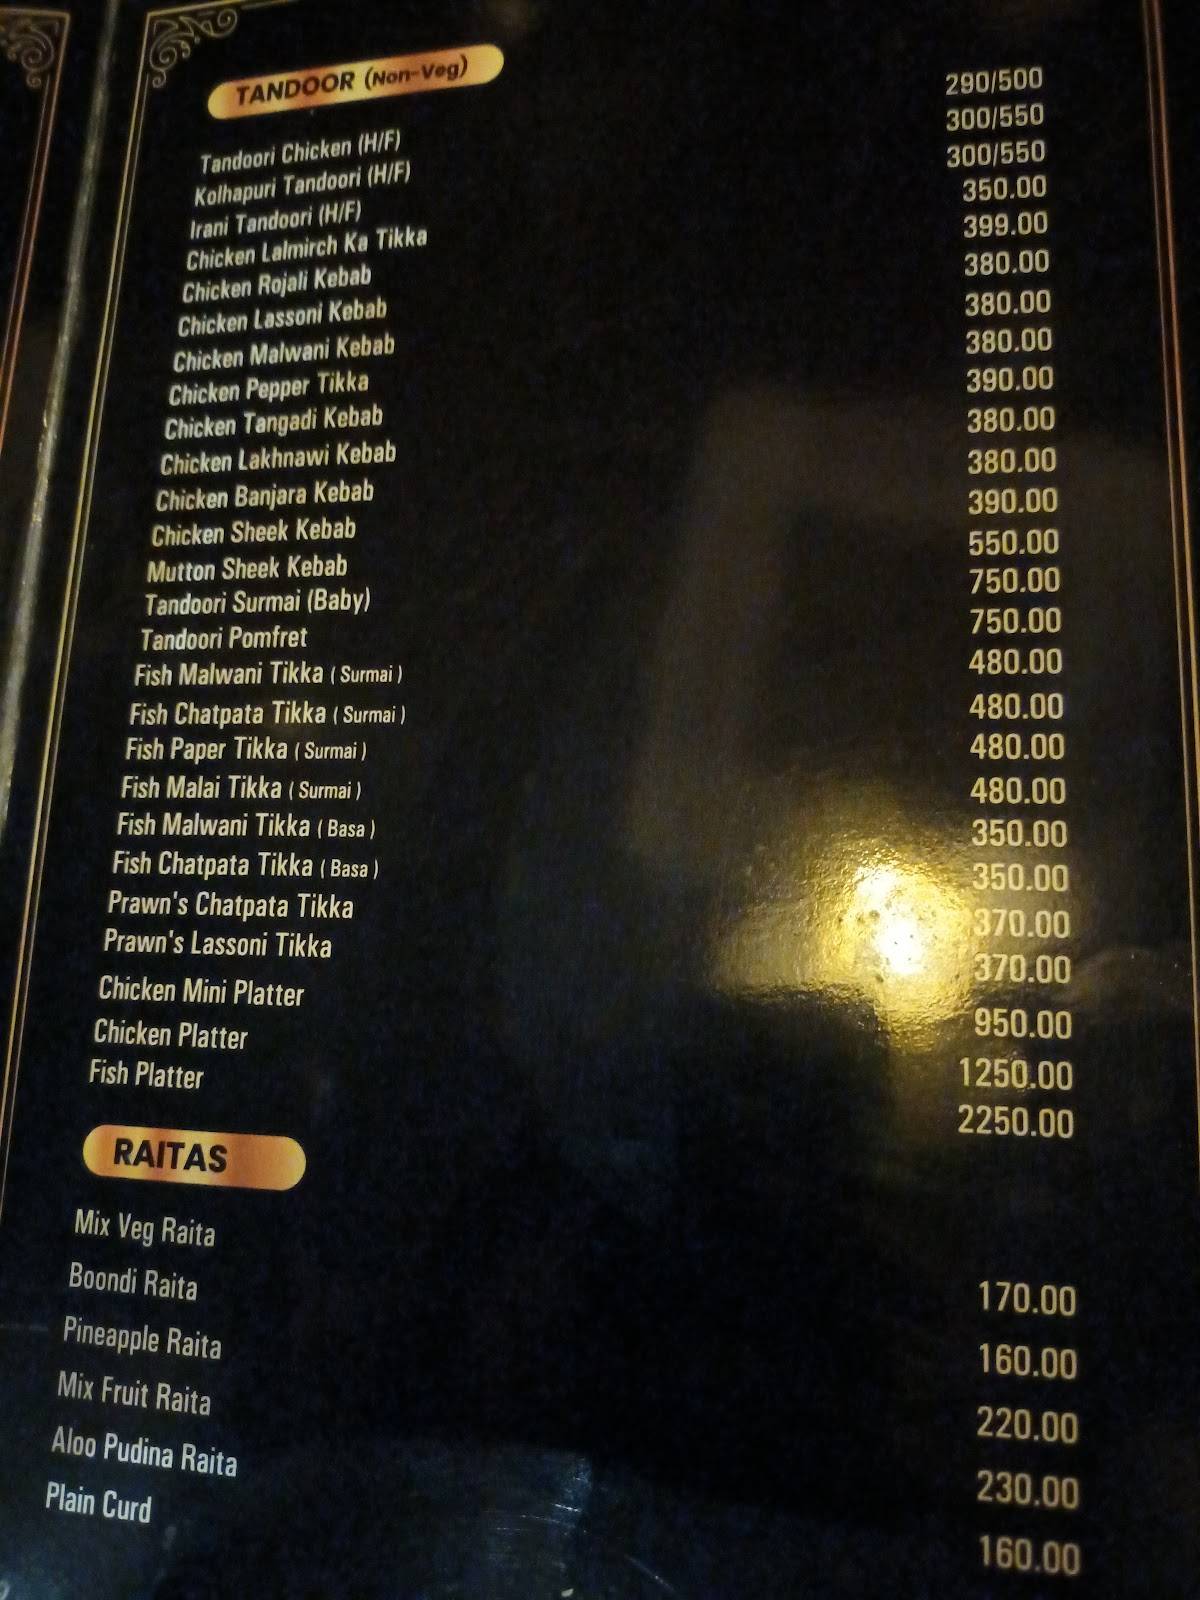 TANDOOR (Non-Veg)
Tandoori Chicken (H/F) 290/500
Kolhapuri Tandoori (H/F) 300/550
Irani Tandoori (H/F) 300/550
Chicken Lalmirch Ka Tikka 350.00
Chicken Rojali Kebab 399.00
Chicken Lassoni Kebab 380.00
Chicken Malwani Kebab 380.00
Chicken Pepper Tikka 380.00
Chicken Tangadi Kebab 390.00
Chicken Lakhnawi Kebab 380.00
Chicken Banjara Kebab 380.00
Chicken Sheek Kebab 390.00
Mutton Sheek Kebab 550.00
Tandoori Surmai (Baby) 750.00
Tandoori Pomfret 750.00
Fish Malwani Tikka ( Surmai ) 480.00
Fish Chatpata Tikka ( Surmai ) 480.00
Fish Paper Tikka ( Surmai ) 480.00
Fish Malai Tikka ( Surmai ) 480.00
Fish Malwani Tikka ( Basa ) 350.00
Fish Chatpata Tikka ( Basa ) 350.00
Prawn's Chatpata Tikka 370.00
Prawn's Lassoni Tikka 370.00
Chicken Mini Platter 950.00
Chicken Platter 1250.00
Fish Platter 2250.00
RAITAS
Mix Veg Raita 170.00
Boondi Raita 160.00
Pineapple Raita 220.00
Mix Fruit Raita 230.00
Aloo Pudina Raita 160.00
Plain Curd